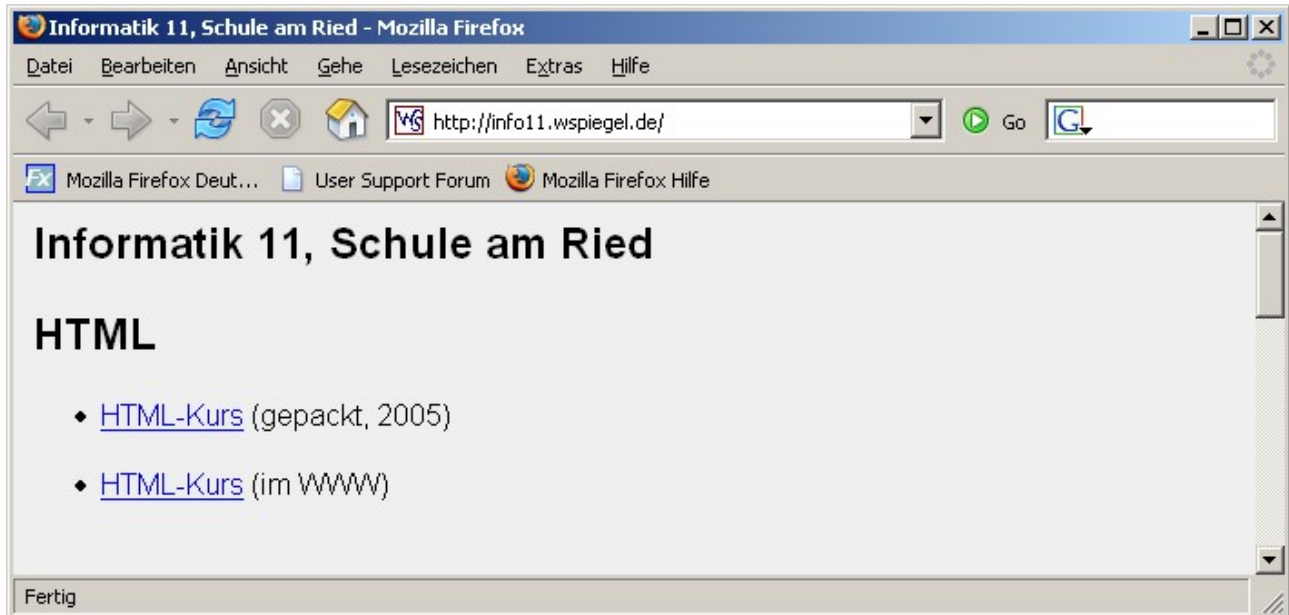 Informatik 11, Schule am Ried - Mozilla Firefox
Datei Bearbeiten Ansicht Gehe Lesezeichen Extras Hilfe
http://info11.wspiegel.de/ Go G
Mozilla Firefox Deut... User Support Forum Mozilla Firefox Hilfe
Informatik 11, Schule am Ried
HTML
• HTML-Kurs (gepackt, 2005)
• HTML-Kurs (im WWW)
Fertig